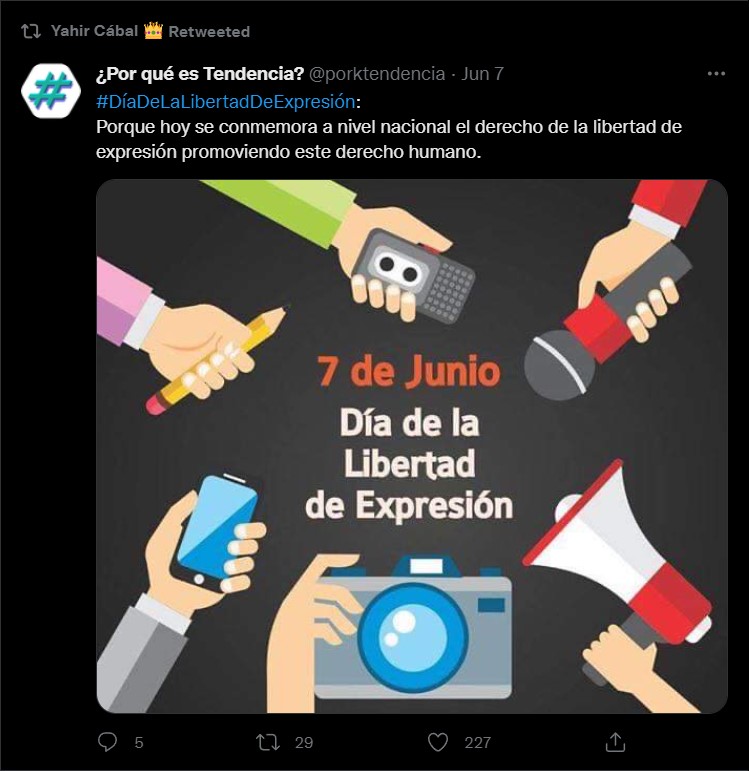 Yahir Cábal 👑 Retweeted
¿Por qué es Tendencia? @porktendencia · Jun 7
#DíaDeLaLibertadDeExpresión:
Porque hoy se conmemora a nivel nacional el derecho de la libertad de
expresión promoviendo este derecho humano.
7 de Junio
Día de la
Libertad
de Expresión
5 29 227